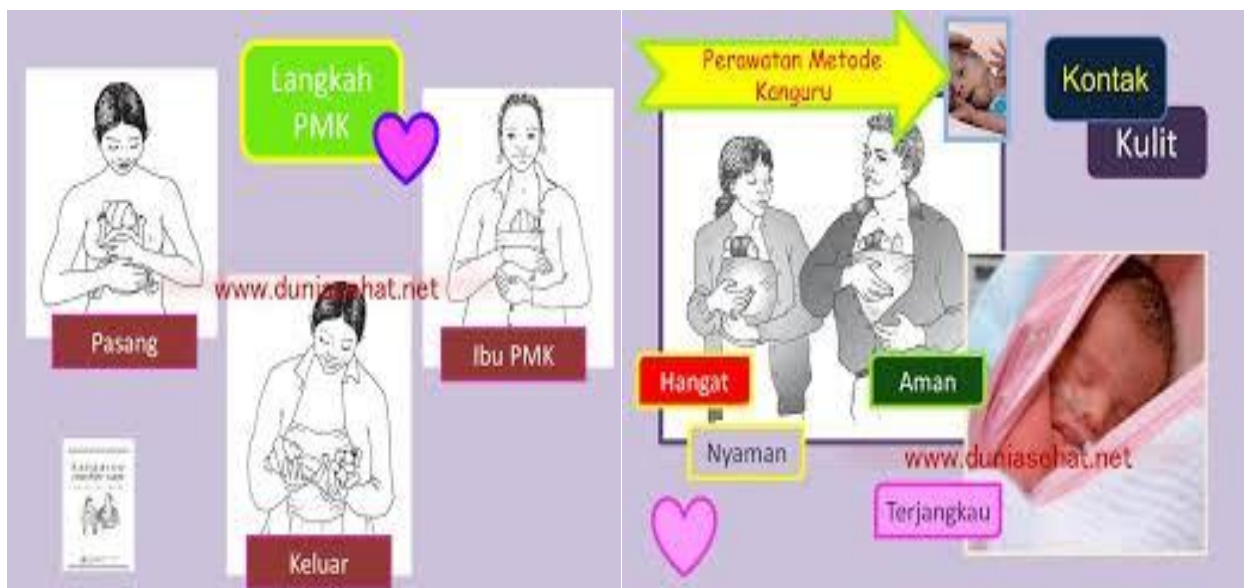 Langkah
PMK
www.duniasehat.net
Pasang
Ibu PMK
Keluar
Perawatan Metode
Kanguru
Kontak
Kulit
Hangat
Aman
Nyaman
www.duniasehat.net
Terjangkau